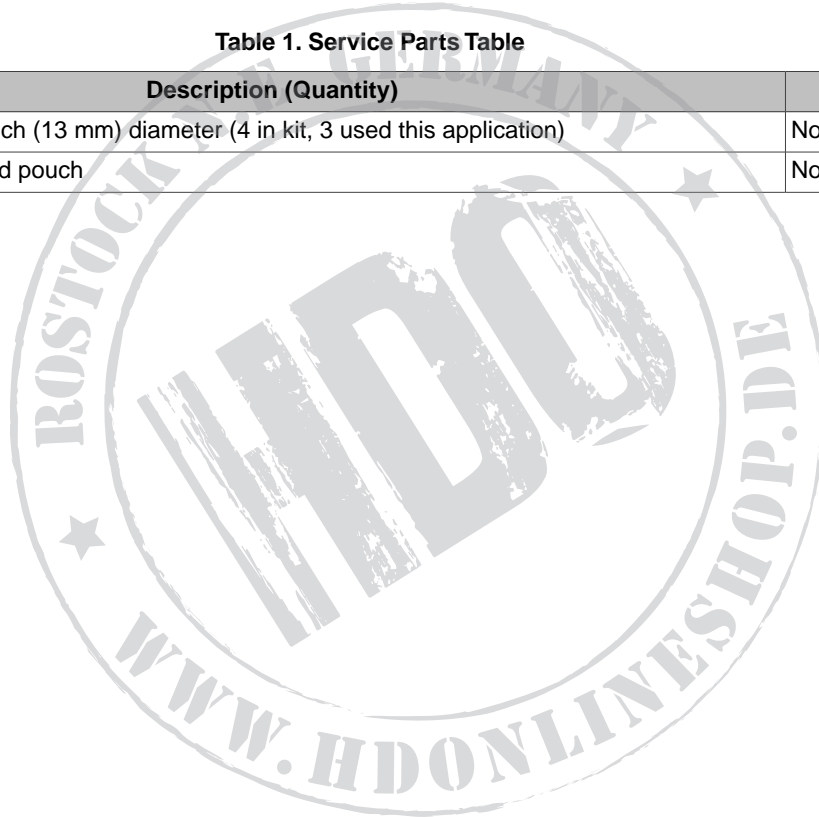 Table 1. Service Parts Table
Description (Quantity)
ch (13 mm) diameter (4 in kit, 3 used this application) No
d pouch No
ROSTOCK N.E. GERMANY
HDO
WWW.HDONLINESHOP.DE